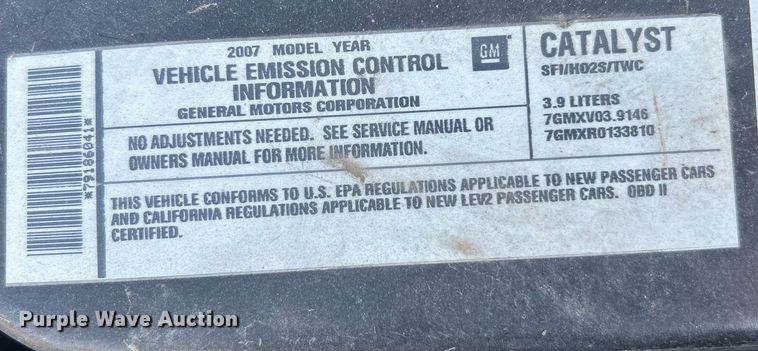 2007 MODEL YEAR
VEHICLE EMISSION CONTROL
INFORMATION
GENERAL MOTORS CORPORATION
GM
CATALYST
SFI/HO2S/TWC
3.9 LITERS
7GMXV03.9146
7GMXR0133810
NO ADJUSTMENTS NEEDED. SEE SERVICE MANUAL OR
OWNERS MANUAL FOR MORE INFORMATION.
THIS VEHICLE CONFORMS TO U.S. EPA REGULATIONS APPLICABLE TO NEW PASSENGER CARS
AND CALIFORNIA REGULATIONS APPLICABLE TO NEW LEV2 PASSENGER CARS. OBD II
CERTIFIED.
*79186041*
Purple Wave Auction